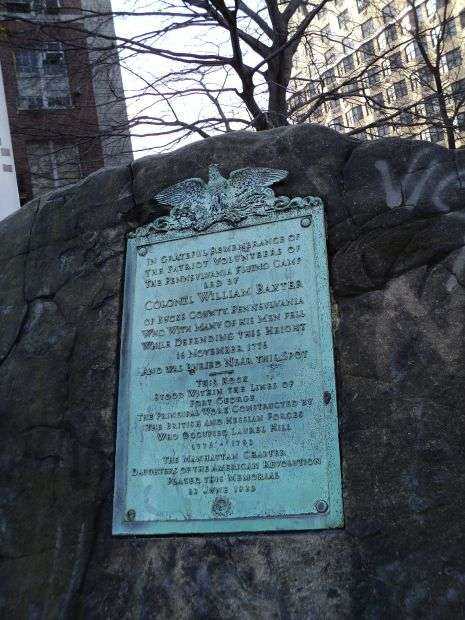 IN GRATEFUL REMEMBRANCE OF
THE PATRIOT VOLUNTEERS OF
THE PENNSYLVANIA FLYING CAMP
LED BY
COLONEL WILLIAM BAXTER
OF BUCKS COUNTY, PENNSYLVANIA
WHO, WITH MANY OF HIS MEN FELL
WHILE DEFENDING THIS HEIGHT
16 NOVEMBER 1776
AND WAS BURIED NEAR THIS SPOT
THIS ROCK
STOOD WITHIN THE LINES OF
FORT GEORGE
THE PRINCIPAL WORK CONSTRUCTED BY
THE BRITISH AND HESSIAN FORCES
WHO OCCUPIED LAUREL HILL
1776 - 1783
THE MANHATTAN CHAPTER
DAUGHTERS OF THE AMERICAN REVOLUTION
PLACED THIS MEMORIAL
JUNE